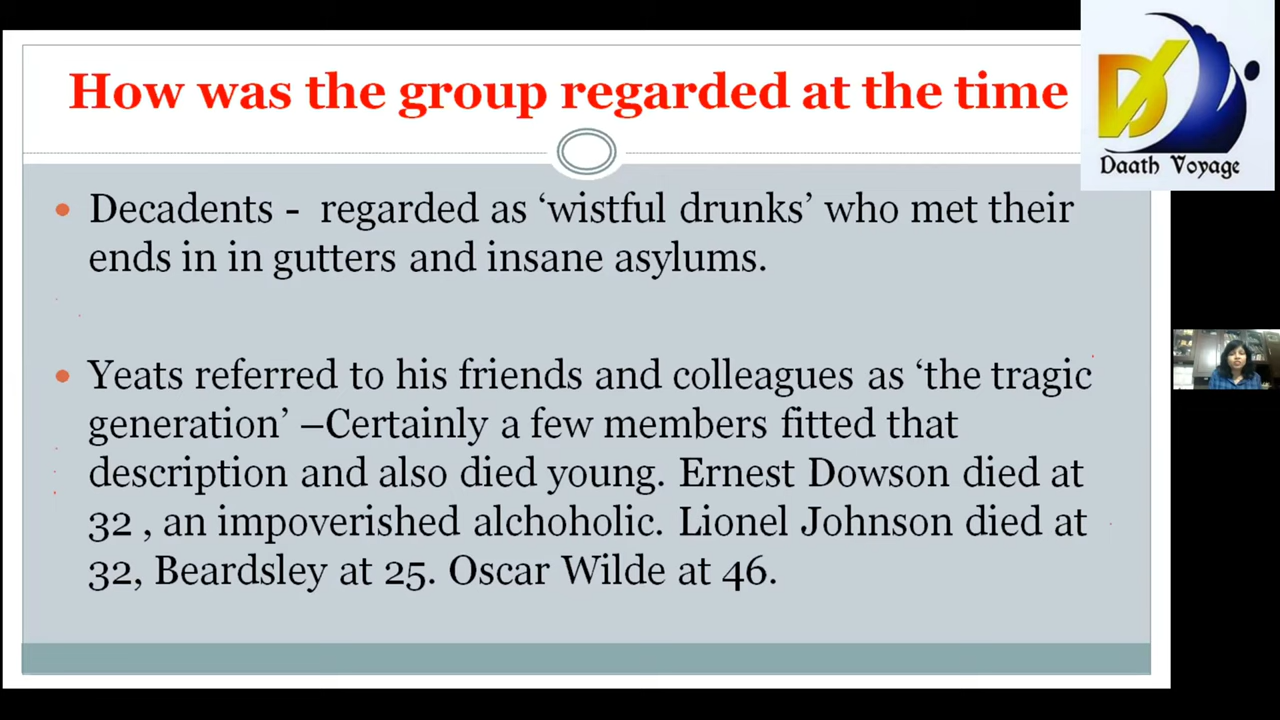 How was the group regarded at the time
Daath Voyage
• Decadents - regarded as ‘wistful drunks’ who met their
ends in in gutters and insane asylums.
• Yeats referred to his friends and colleagues as ‘the tragic
generation’ –Certainly a few members fitted that
description and also died young. Ernest Dowson died at
32 , an impoverished alchoholic. Lionel Johnson died at
32, Beardsley at 25. Oscar Wilde at 46.